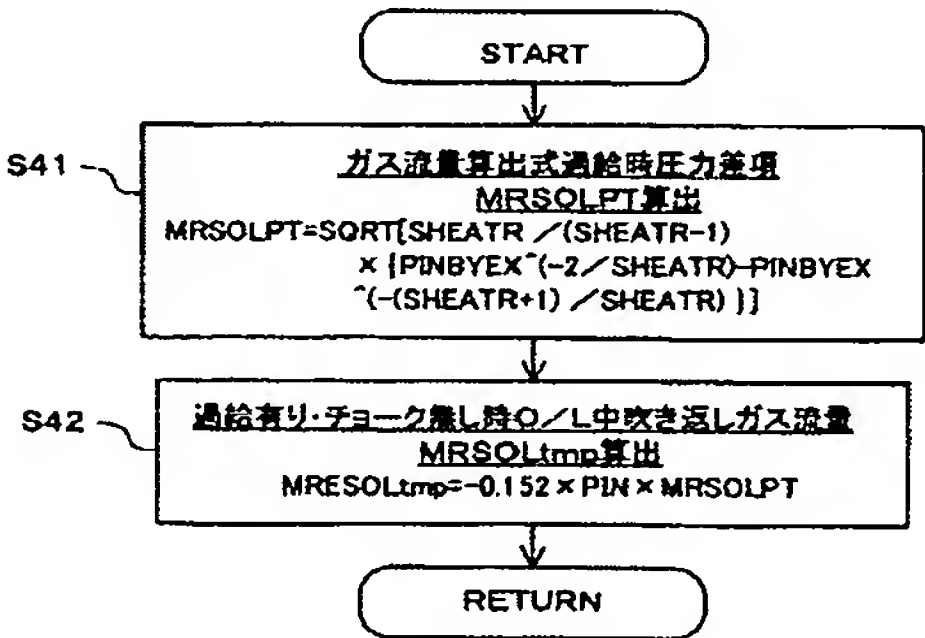 START
S41
ガス流量算出式過給時圧力差項
MRSOLPT算出
MRSOLPT=SQRT[SHEATR／(SHEATR-1)
×{PINBYEX^(-2／SHEATR)-PINBYEX
^(-(SHEATR+1)／SHEATR)}]
S42
過給有り・チョーク無し時O／L中吹き返しガス流量
MRSOLtmp算出
MRESOLtmp=-0.152×PIN×MRSOLPT
RETURN